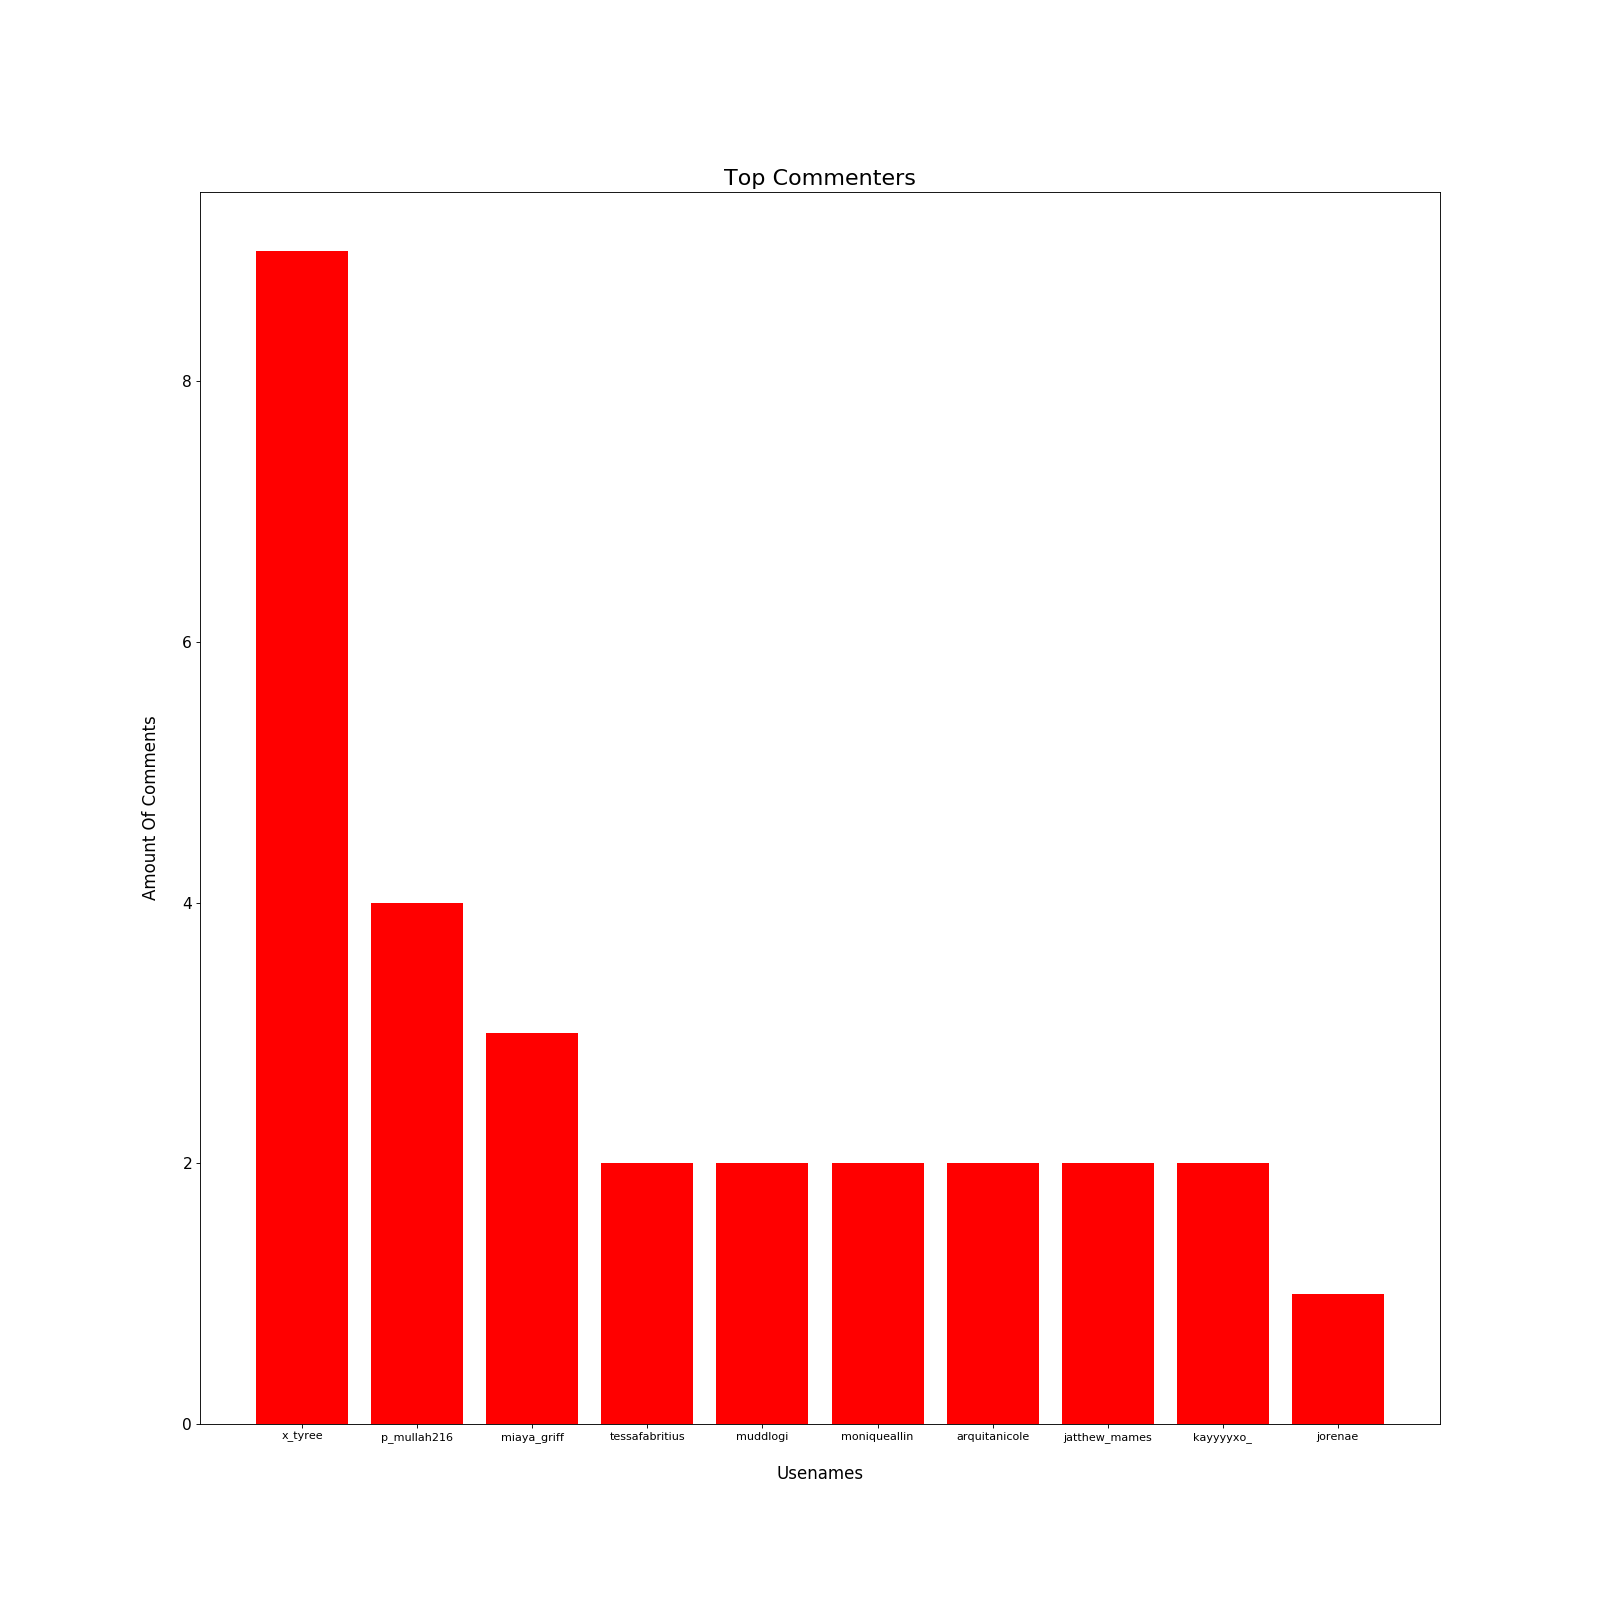 Top Commenters
8
6
4
2
0
Amount Of Comments
x_tyree p_mullah216 miaya_griff tessafabritius muddlogi moniqueallin arquitanicole jatthew_mames kayyyyxo_ jorenae
Usenames